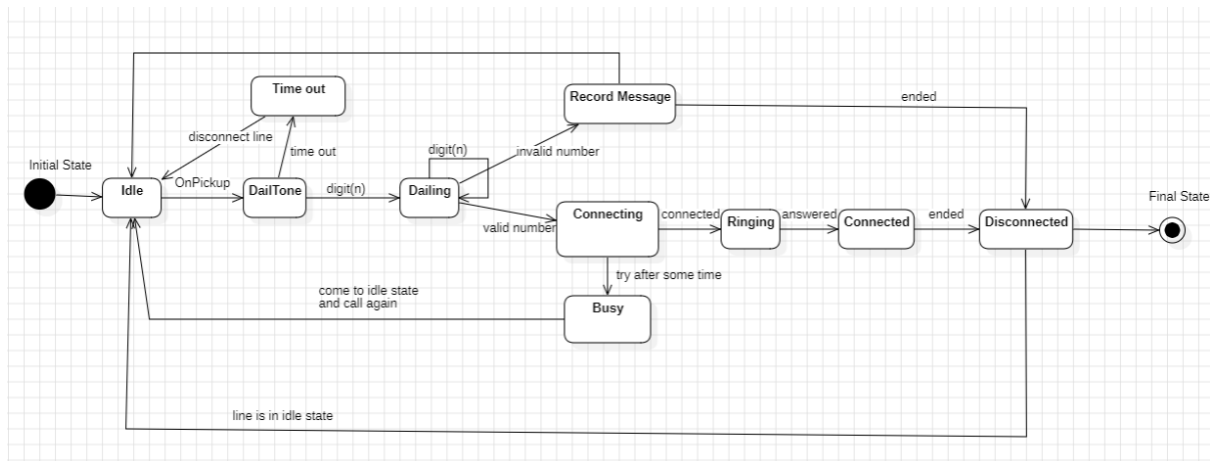 Time out
Record Message
ended
disconnect line
time out
digit(n)
invalid number
Initial State
Idle
OnPickup
DailTone
digit(n)
Dailing
valid number
Connecting
connected
Ringing
answered
Connected
ended
Disconnected
Final State
try after some time
Busy
come to idle state
and call again
line is in idle state